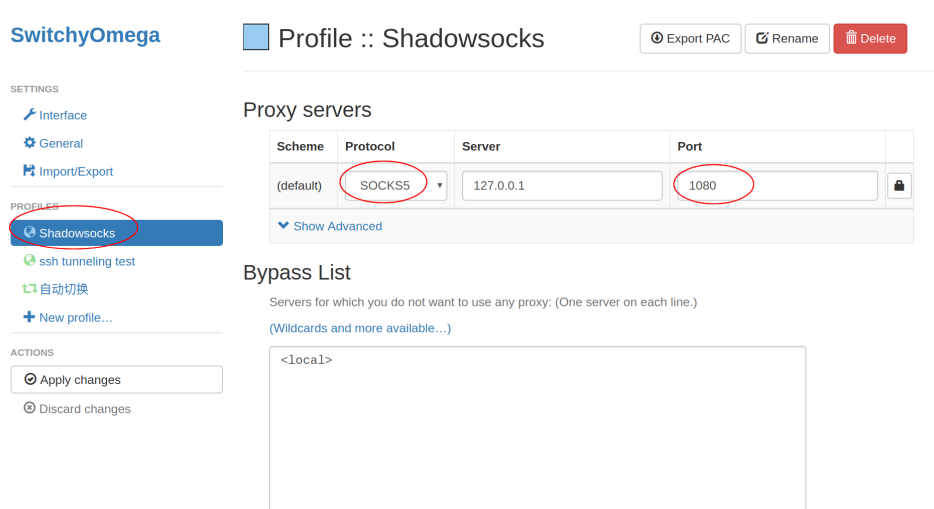 SwitchyOmega
Profile :: Shadowsocks
Export PAC
Rename
Delete
SETTINGS
Interface
General
Import/Export
PROFILES
Shadowsocks
ssh tunneling test
自动切换
New profile…
ACTIONS
Apply changes
Discard changes
Proxy servers
Scheme Protocol Server Port
(default) SOCKS5 127.0.0.1 1080
Show Advanced
Bypass List
Servers for which you do not want to use any proxy: (One server on each line.)
(Wildcards and more available…)
<local>